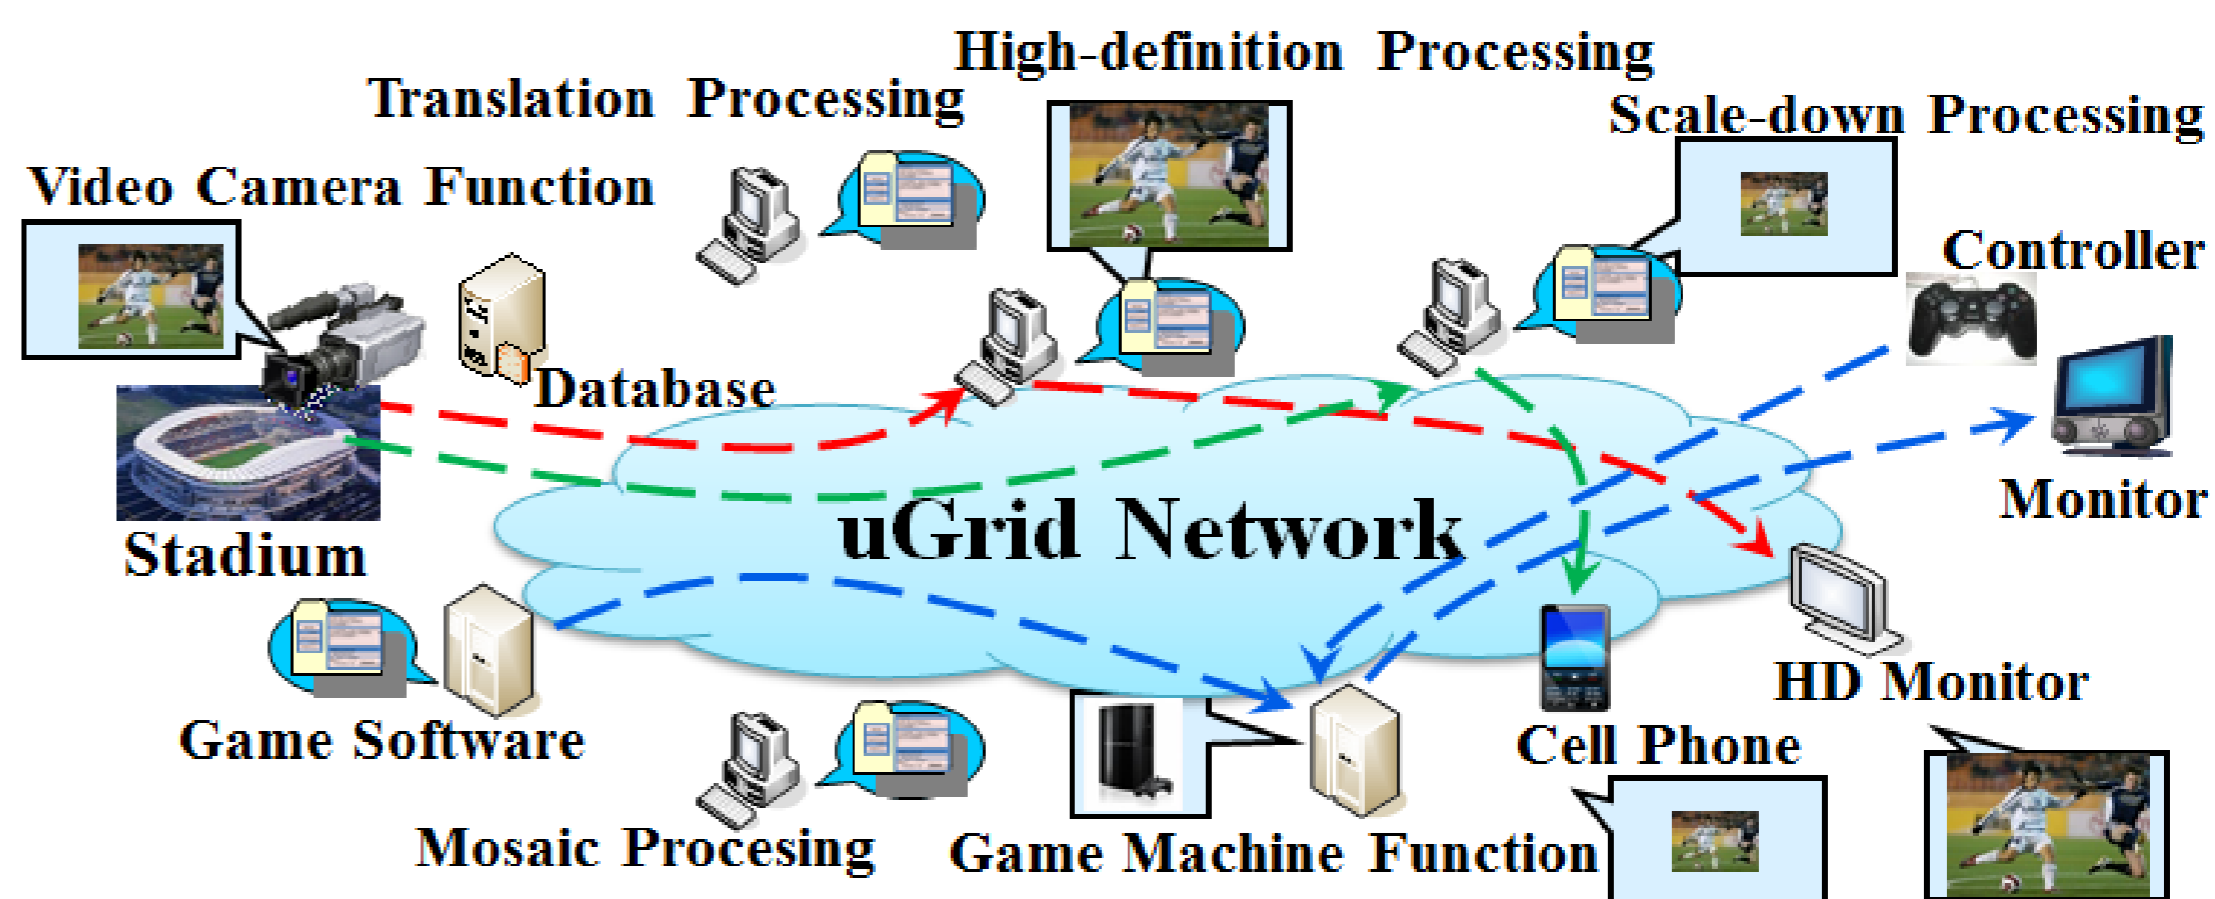 High-definition Processing
Translation Processing
Scale-down Processing
Video Camera Function
Controller
Database
Monitor
uGrid Network
Stadium
HD Monitor
Game Software
Cell Phone
Mosaic Procesing
Game Machine Function